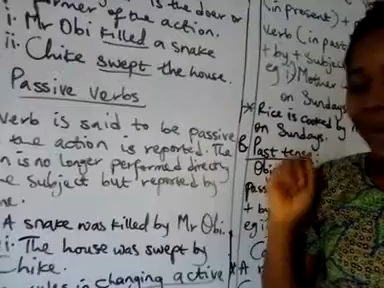 is the doer or
former of the action.
i. Mr Obi killed a snake
ii. Chike swept the house.
Passive Verbs
verb is said to be passive
the action is reported. The
is no longer performed directly
subject but reported by
A snake was killed by Mr Obi.
ii. The house was swept by
Chike.
rules in changing active
(in present) +
verb (in past
+ by + subject
eg i) Mother
on Sundays
* Rice is cooked by
on Sundays.
B Past tense.
Obj
pass
+ by
eg i